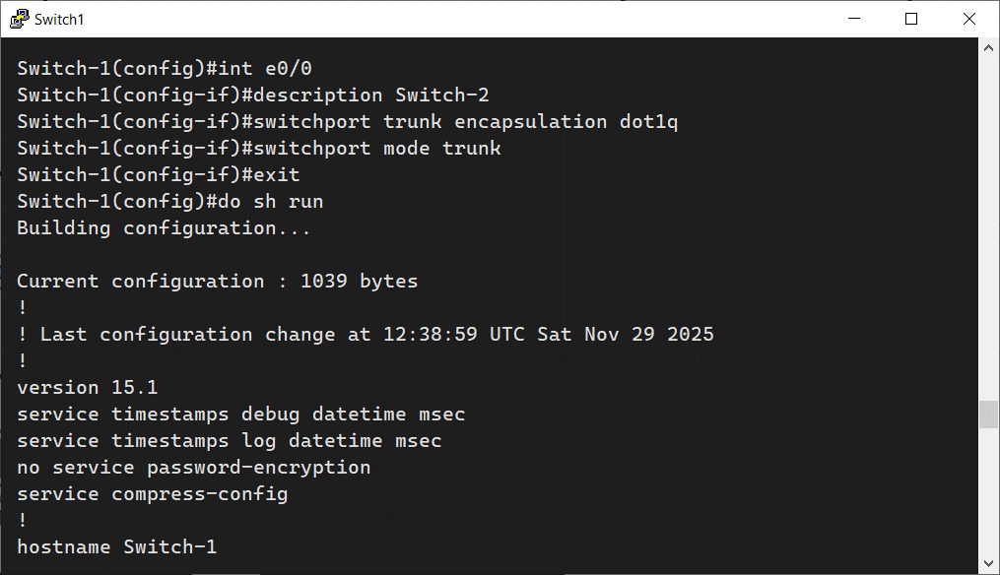 Switch1
Switch-1(config)#int e0/0
Switch-1(config-if)#description Switch-2
Switch-1(config-if)#switchport trunk encapsulation dot1q
Switch-1(config-if)#switchport mode trunk
Switch-1(config-if)#exit
Switch-1(config)#do sh run
Building configuration...

Current configuration : 1039 bytes
!
! Last configuration change at 12:38:59 UTC Sat Nov 29 2025
!
version 15.1
service timestamps debug datetime msec
service timestamps log datetime msec
no service password-encryption
service compress-config
!
hostname Switch-1